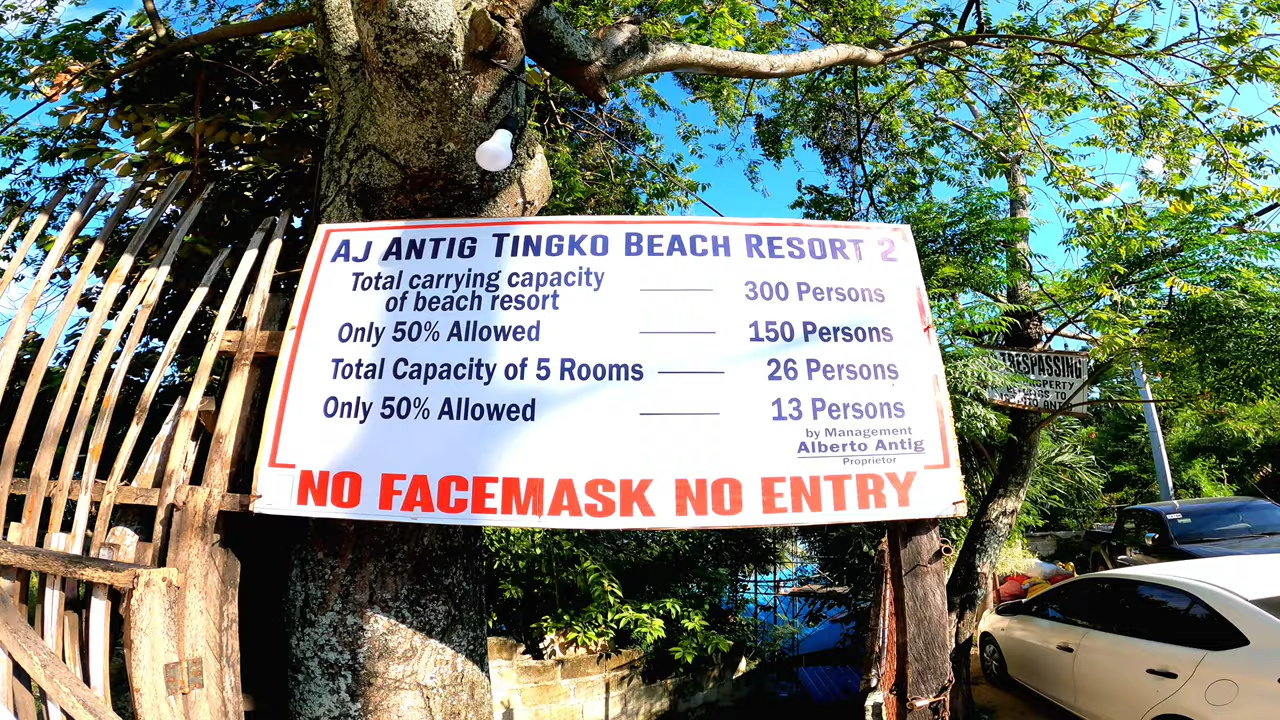 AJ ANTIG TINGKO BEACH RESORT 2
Total carrying capacity
of beach resort
300 Persons
Only 50% Allowed
150 Persons
Total Capacity of 5 Rooms
26 Persons
Only 50% Allowed
13 Persons
by Management
Alberto Antig
Proprietor
NO FACEMASK NO ENTRY
TRESPASSING
PROPERTY
TO